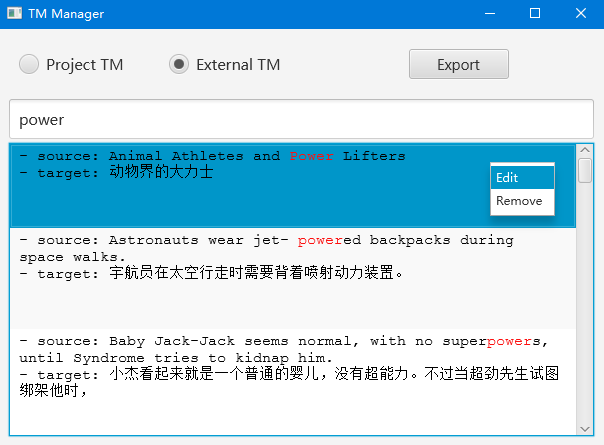 TM Manager
Project TM
External TM
Export
power
- source: Animal Athletes and Power Lifters
- target: 动物界的大力士
Edit
Remove
- source: Astronauts wear jet- powered backpacks during
space walks.
- target: 宇航员在太空行走时需要背着喷射动力装置。
- source: Baby Jack-Jack seems normal, with no superpowers,
until Syndrome tries to kidnap him.
- target: 小杰看起来就是一个普通的婴儿，没有超能力。不过当超劲先生试图
绑架他时，